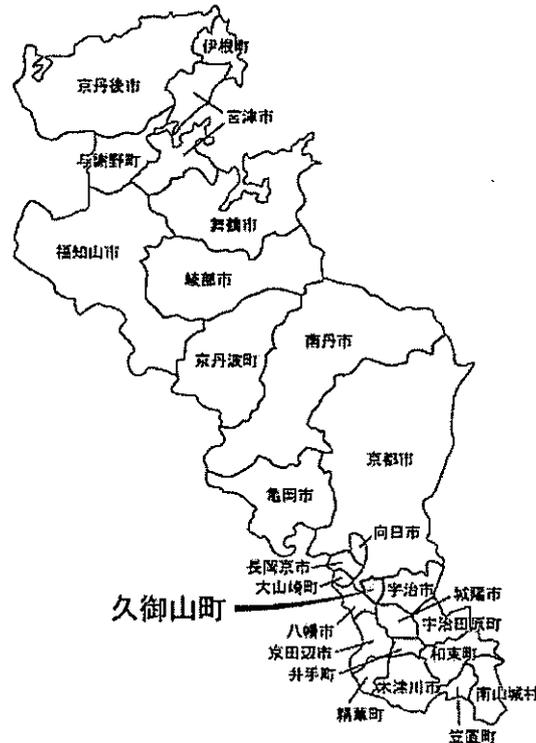 伊根町
京丹後市
宮津市
与謝野町
舞鶴市
福知山市
綾部市
南丹市
京丹波町
京都市
亀岡市
向日市
長岡京市
大山崎町
宇治市
城陽市
久御山町
八幡市
宇治田原町
京田辺市
和束町
井手町
木津川市
南山城村
精華町
笠置町